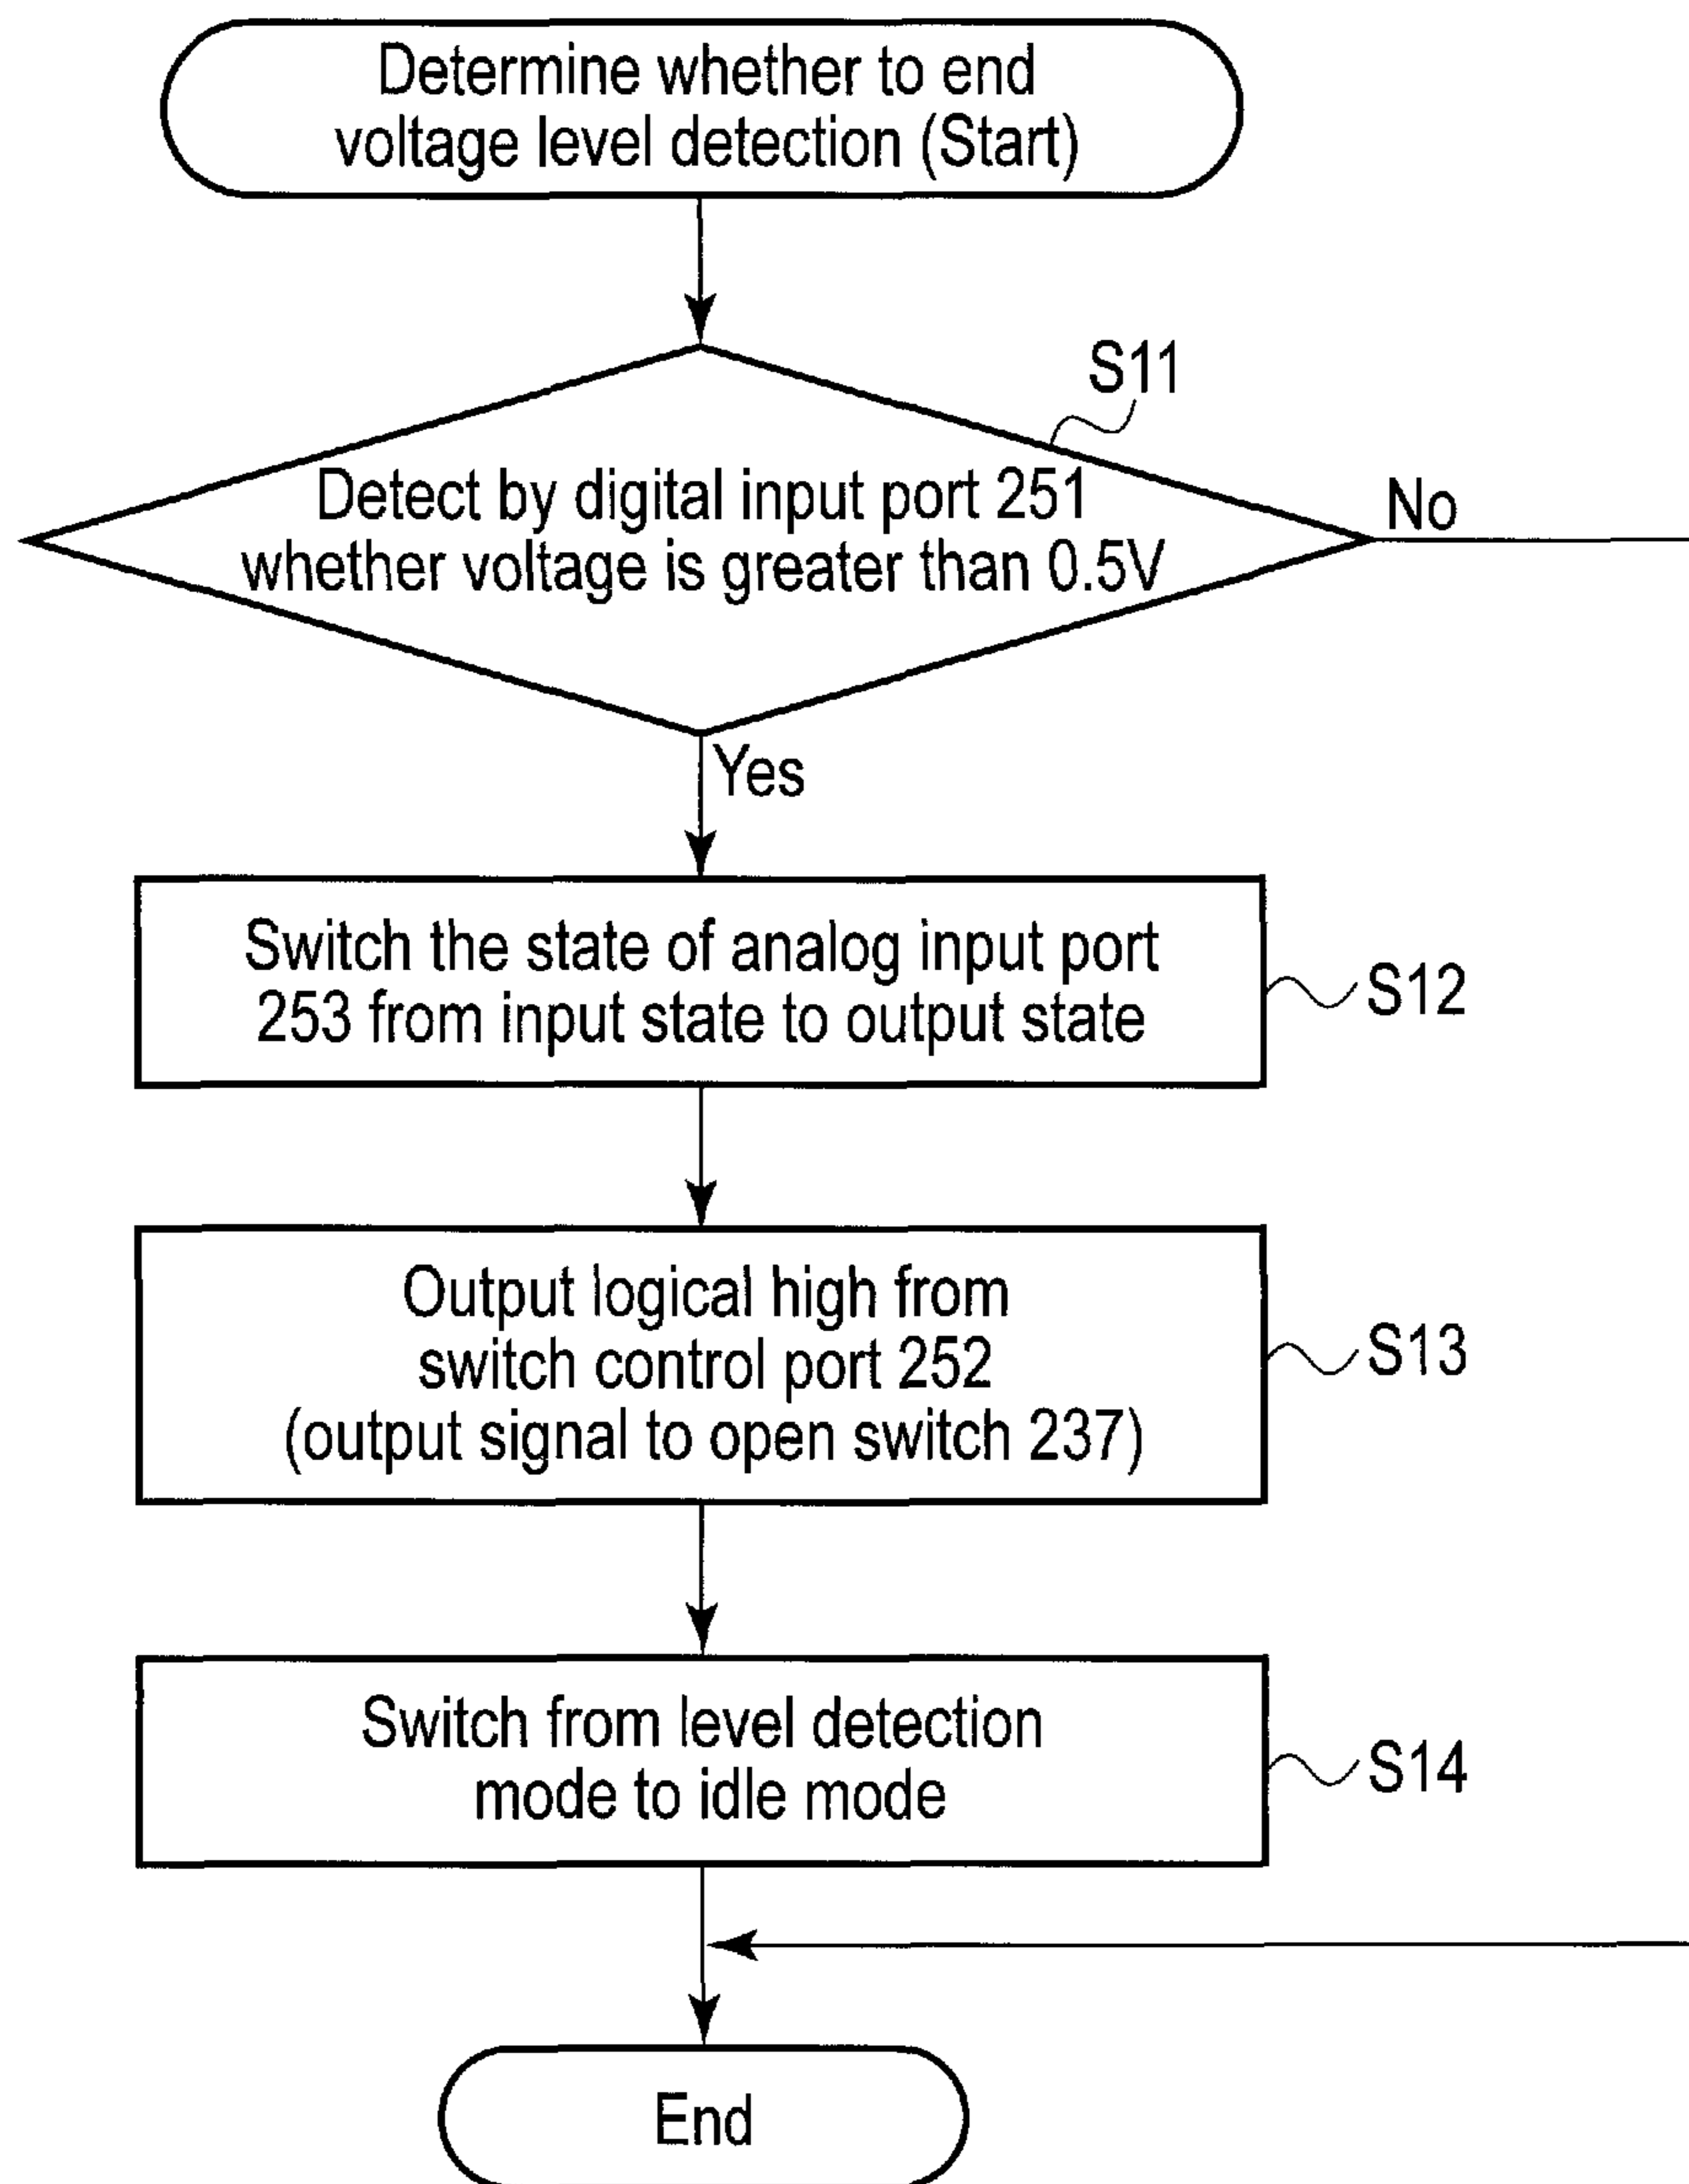 Determine whether to end
voltage level detection (Start)
S11
Detect by digital input port 251
whether voltage is greater than 0.5V
No
Yes
Switch the state of analog input port
253 from input state to output state
S12
Output logical high from
switch control port 252
(output signal to open switch 237)
S13
Switch from level detection
mode to idle mode
S14
End